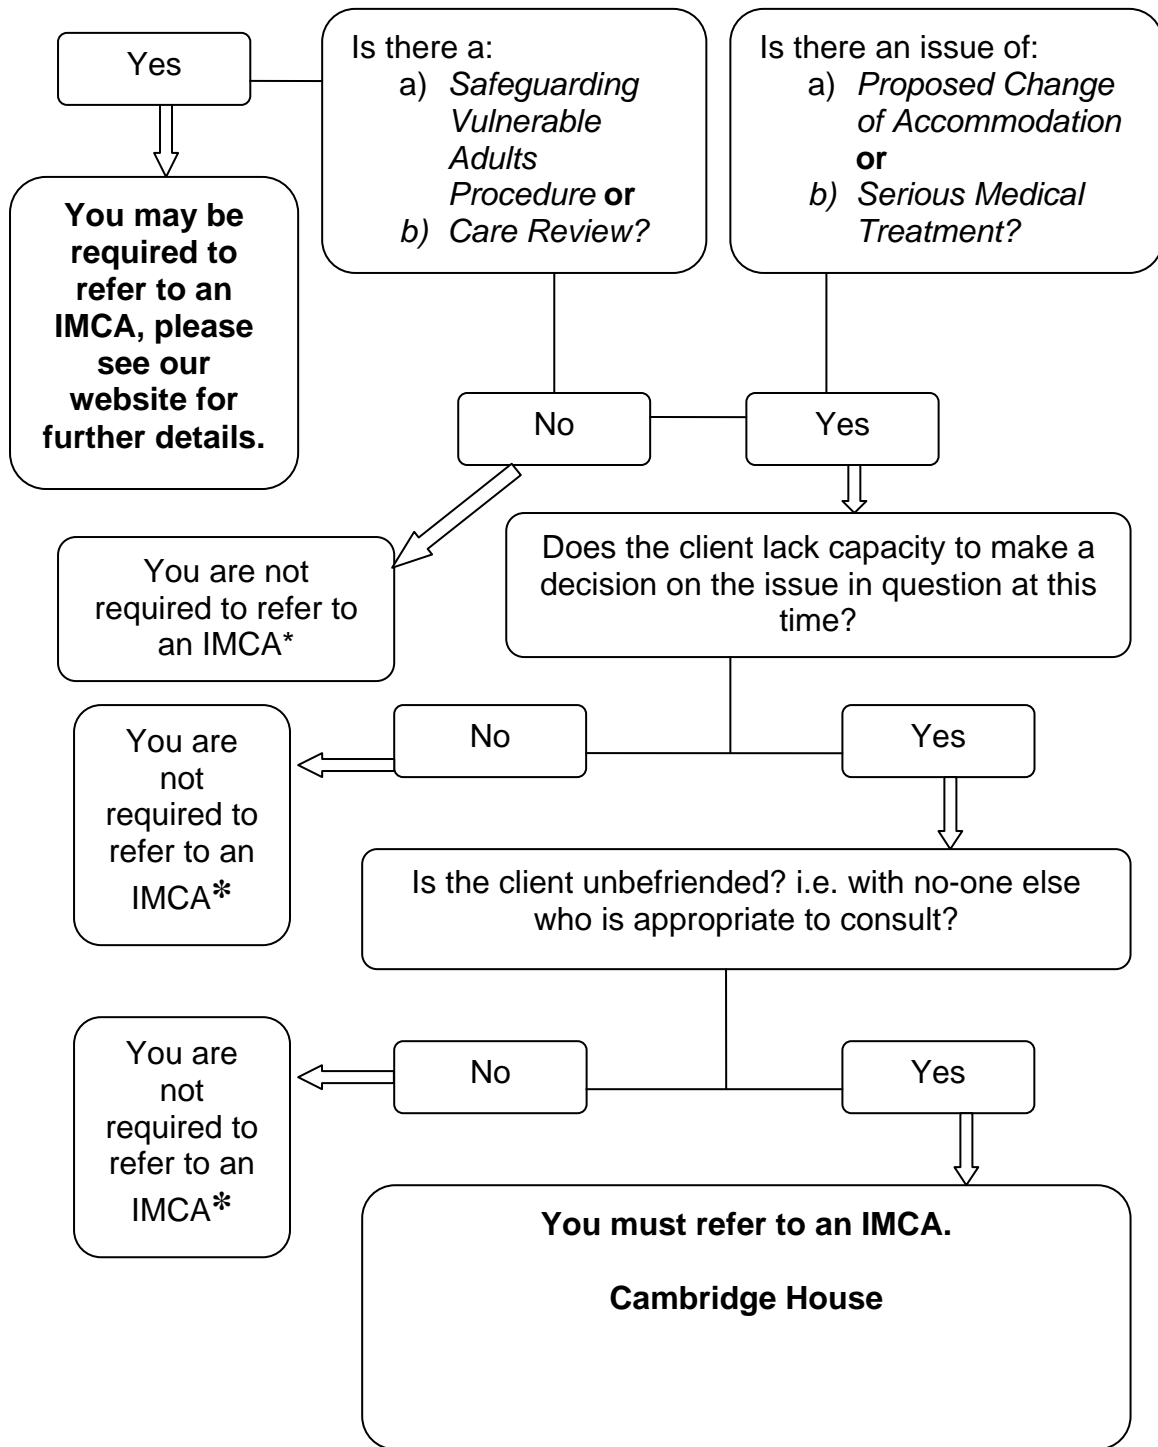 Yes
Is there a:
a) Safeguarding
Vulnerable
Adults
Procedure or
b) Care Review?
Is there an issue of:
a) Proposed Change
of Accommodation
or
b) Serious Medical
Treatment?
You may be
required to
refer to an
IMCA, please
see our
website for
further details.
No
Yes
You are not
required to refer to
an IMCA*
Does the client lack capacity to make a
decision on the issue in question at this
time?
You are
not
required to
refer to an
IMCA*
No
Yes
Is the client unbefriended? i.e. with no-one else
who is appropriate to consult?
You are
not
required to
refer to an
IMCA*
No
Yes
You must refer to an IMCA.
Cambridge House